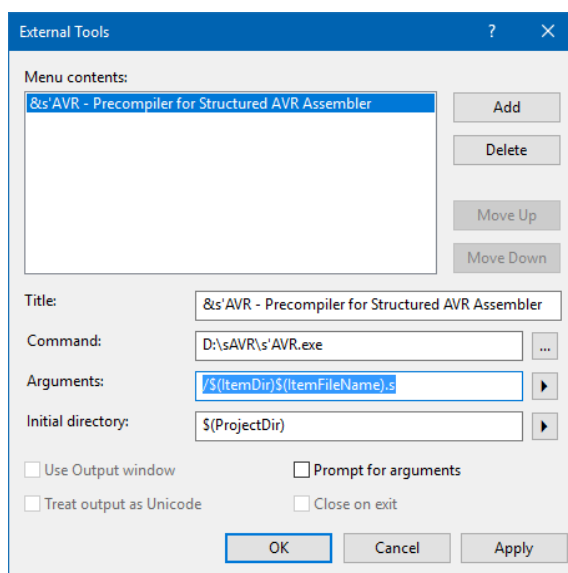 External Tools
Menu contents:
&s'AVR - Precompiler for Structured AVR Assembler
Add
Delete
Move Up
Move Down
Title:
&s'AVR - Precompiler for Structured AVR Assembler
Command:
D:\sAVR\s'AVR.exe
...
Arguments:
/$(ItemDir)$(ItemFileName).s
Initial directory:
$(ProjectDir)
Use Output window
Prompt for arguments
Treat output as Unicode
Close on exit
OK
Cancel
Apply